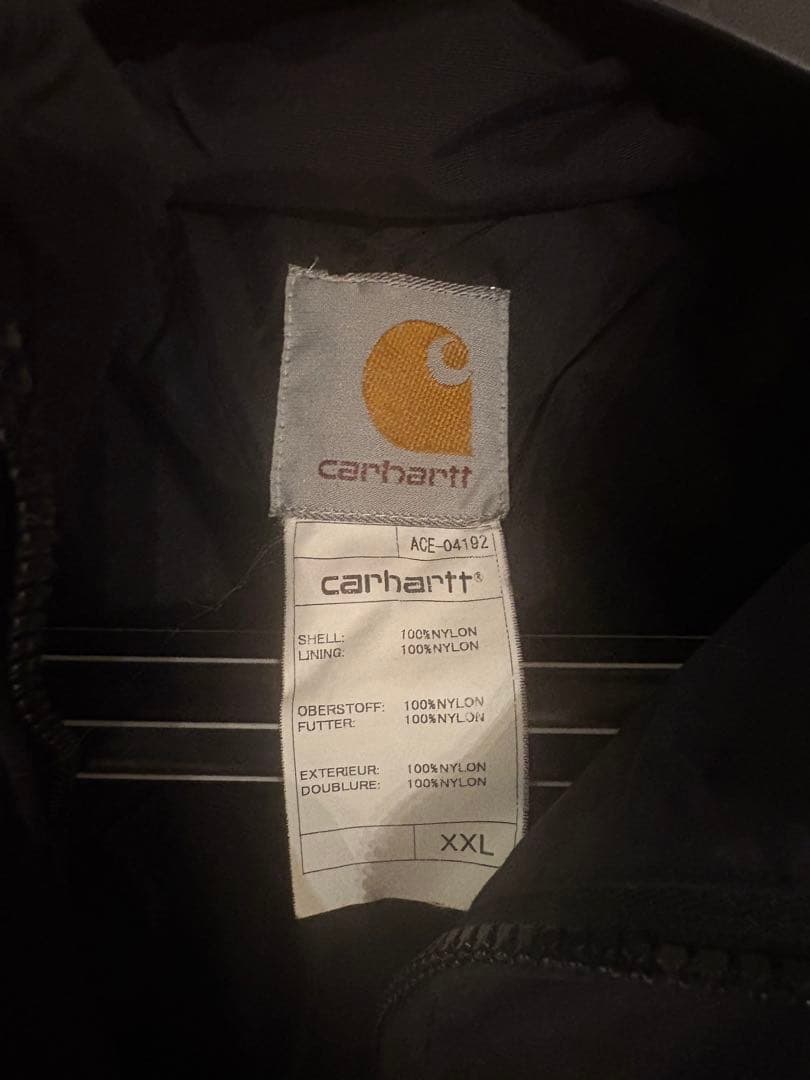 carhartt
ACE-04192
carhartt®
SHELL: 100%NYLON
LINING: 100%NYLON
OBERSTOFF: 100%NYLON
FUTTER: 100%NYLON
EXTERIEUR: 100%NYLON
DOUBLURE: 100%NYLON
XXL